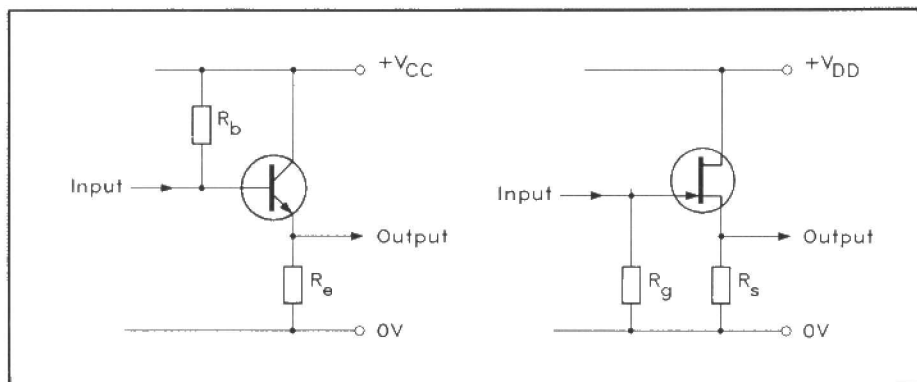 +VCC
Rb
Input
Output
Re
0V
+VDD
Input
Output
Rg
Rs
0V